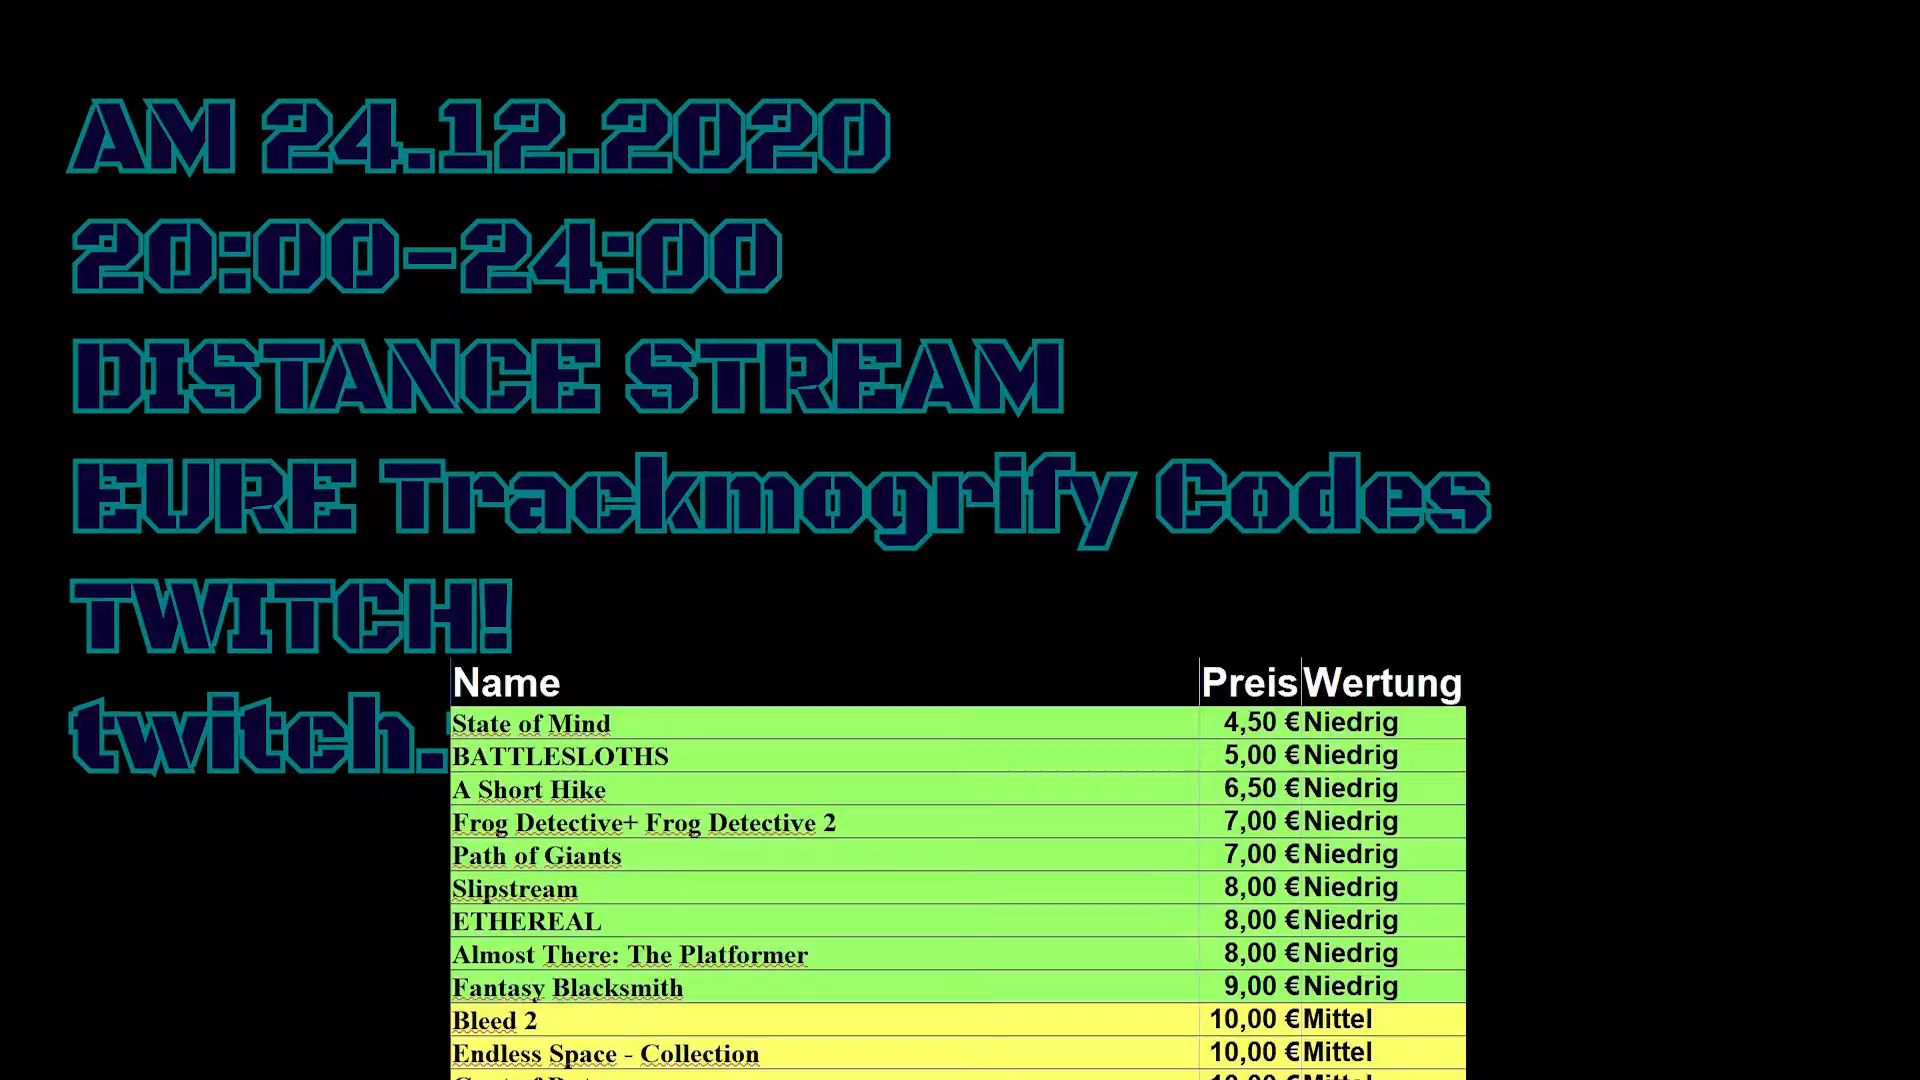 AM 24.12.2020
20:00-24:00
DISTANCE STREAM
EURE Trackmogrify Codes
TWITCH!
twitch.
Name Preis Wertung
State of Mind 4,50 € Niedrig
BATTLESLOTHS 5,00 € Niedrig
A Short Hike 6,50 € Niedrig
Frog Detective+ Frog Detective 2 7,00 € Niedrig
Path of Giants 7,00 € Niedrig
Slipstream 8,00 € Niedrig
ETHEREAL 8,00 € Niedrig
Almost There: The Platformer 8,00 € Niedrig
Fantasy Blacksmith 9,00 € Niedrig
Bleed 2 10,00 € Mittel
Endless Space - Collection 10,00 € Mittel